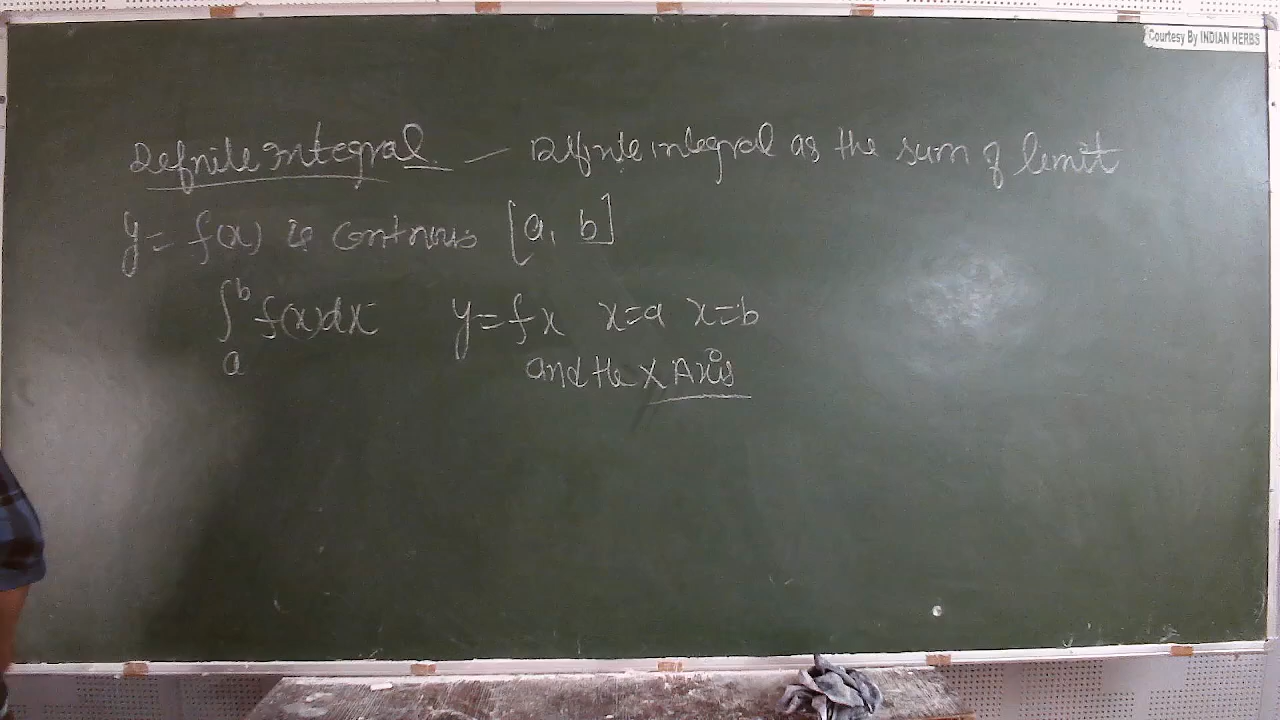 Courtesy By INDIAN HERBS
Definite Integral — Definite integral as the sum of limit
y = f(x) is continous [a, b]
∫ₐᵇ f(x)dx y = fx x=a x=b
and the X Axis